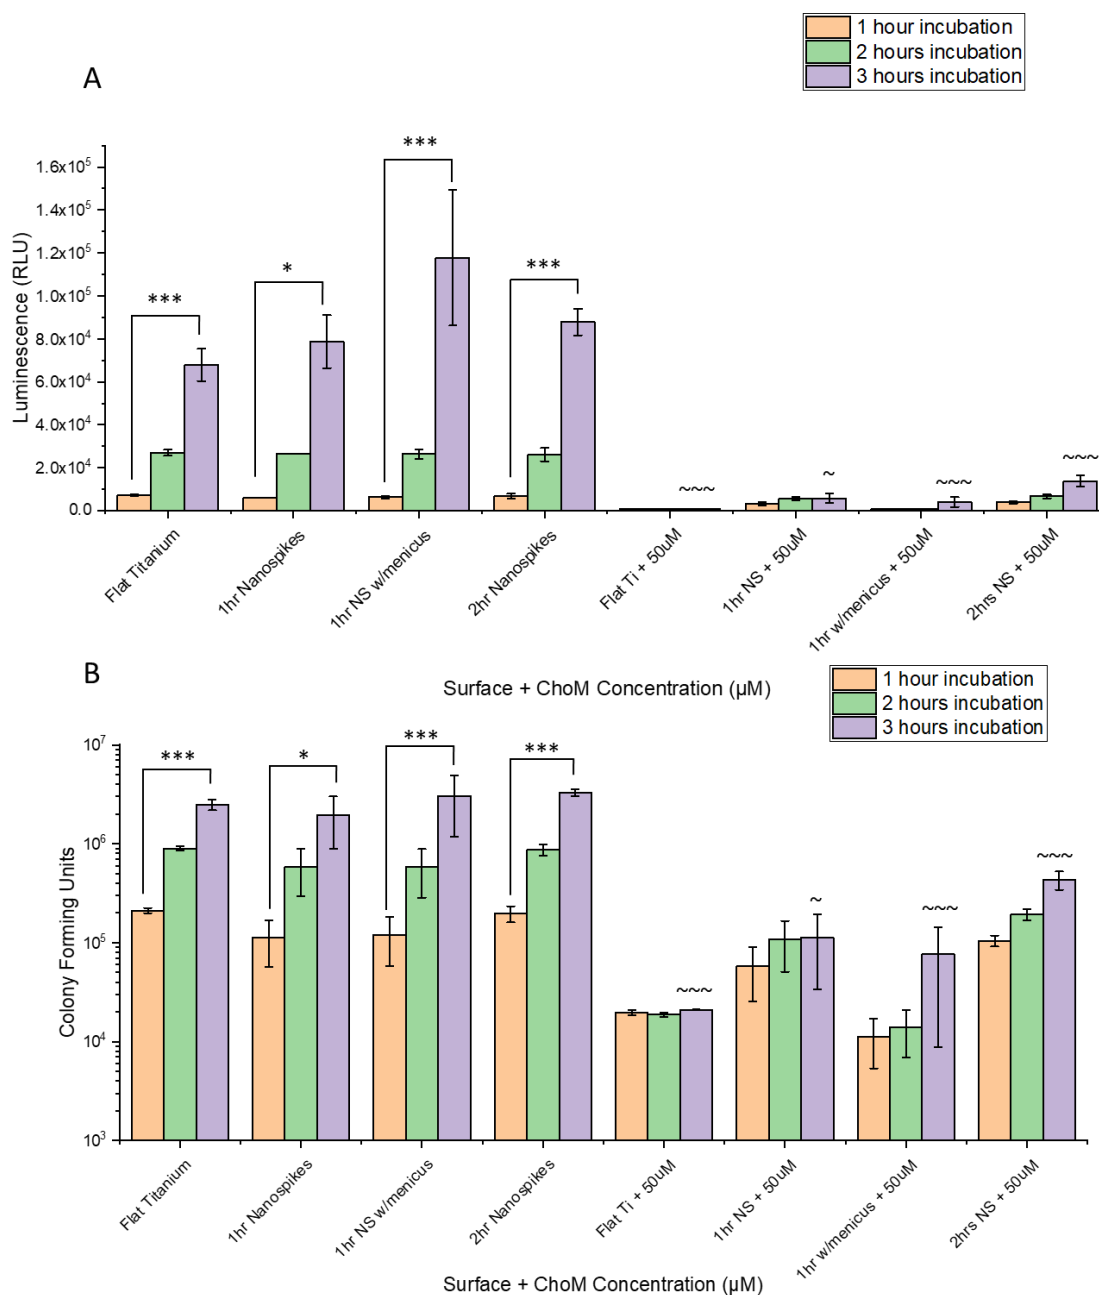 1 hour incubation
2 hours incubation
3 hours incubation
A
Luminescence (RLU)
1.6x10⁵
1.4x10⁵
1.2x10⁵
1.0x10⁵
8.0x10⁴
6.0x10⁴
4.0x10⁴
2.0x10⁴
0.0
***
*
***
***
~~~
~
~~~
~~~
Flat Titanium
1hr Nanospikes
1hr NS w/menicus
2hr Nanospikes
Flat Ti + 50uM
1hr NS + 50uM
1hr w/menicus + 50uM
2hrs NS + 50uM
Surface + ChoM Concentration (µM)
B
1 hour incubation
2 hours incubation
3 hours incubation
Colony Forming Units
10⁷
10⁶
10⁵
10⁴
10³
***
*
***
***
~~~
~
~~~
~~~
Flat Titanium
1hr Nanospikes
1hr NS w/menicus
2hr Nanospikes
Flat Ti + 50uM
1hr NS + 50uM
1hr w/menicus + 50uM
2hrs NS + 50uM
Surface + ChoM Concentration (µM)